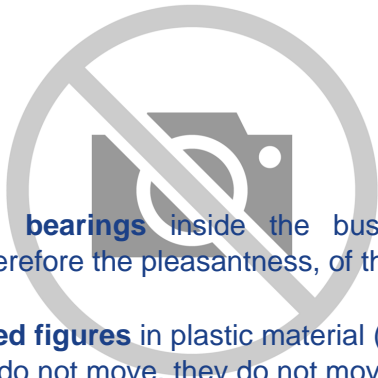 bearings inside the bus
erefore the pleasantness, of th
ed figures in plastic material (
do not move, they do not mov